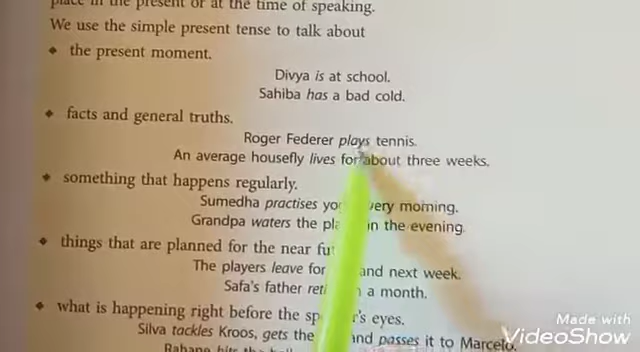 place in the present or at the time of speaking.
We use the simple present tense to talk about
◆ the present moment.
Divya is at school.
Sahiba has a bad cold.
◆ facts and general truths.
Roger Federer plays tennis.
An average housefly lives for about three weeks.
◆ something that happens regularly.
Sumedha practises yo very morning.
Grandpa waters the pla in the evening.
◆ things that are planned for the near fu
The players leave for and next week.
Safa's father reti a month.
◆ what is happening right before the sp r's eyes.
Silva tackles Kroos, gets the and passes it to Marcelo.
Rahane hits the
Made with
VideoShow